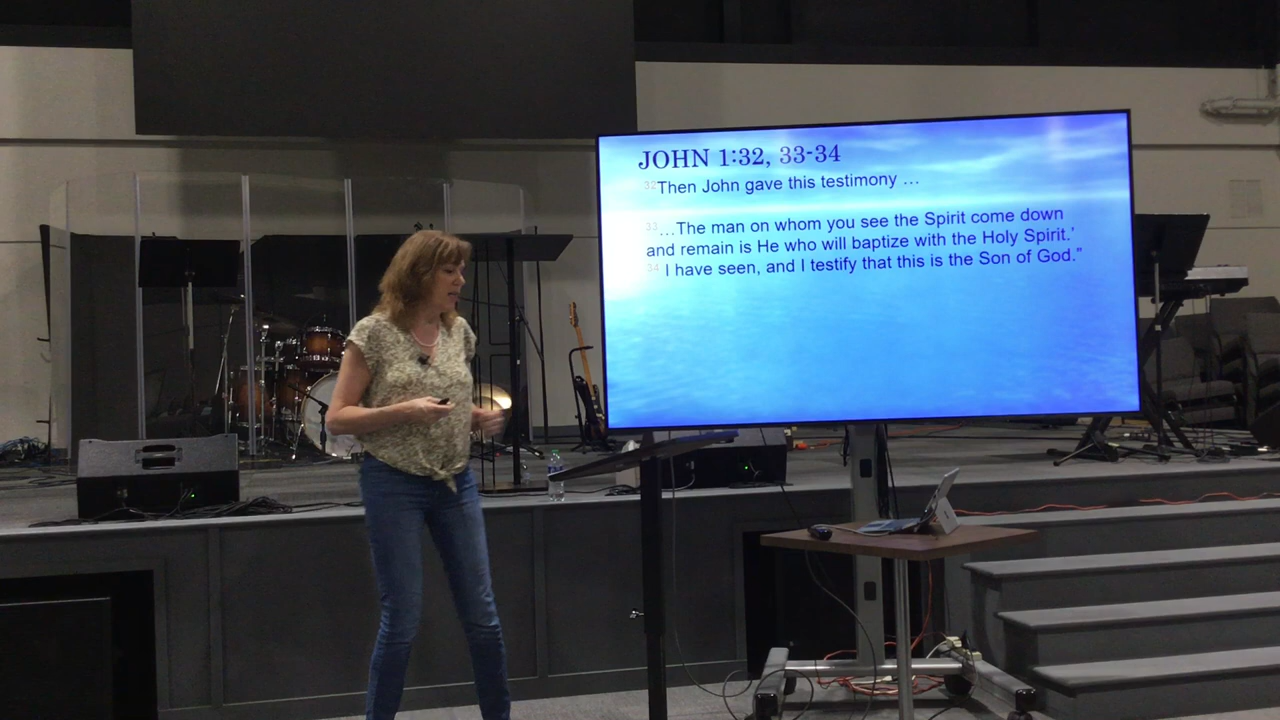 JOHN 1:32, 33-34
32Then John gave this testimony …
33…The man on whom you see the Spirit come down
and remain is He who will baptize with the Holy Spirit.’
34 I have seen, and I testify that this is the Son of God.”